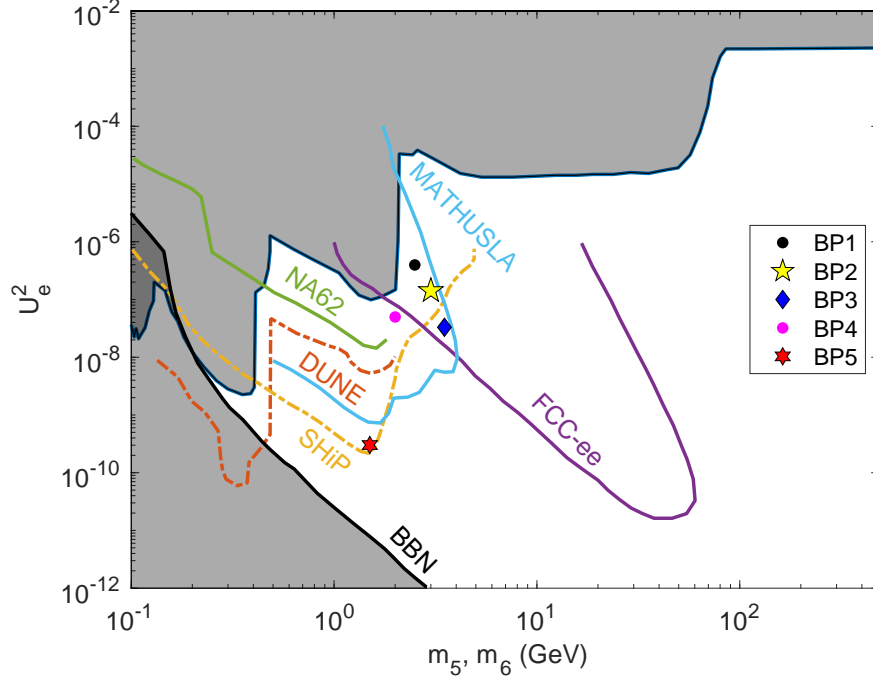 10^-2
10^-4
10^-6
10^-8
10^-10
10^-12
U_e^2
10^-1
10^0
10^1
10^2
m_5, m_6 (GeV)
MATHUSLA
NA62
DUNE
SHiP
FCC-ee
BBN
BP1
BP2
BP3
BP4
BP5